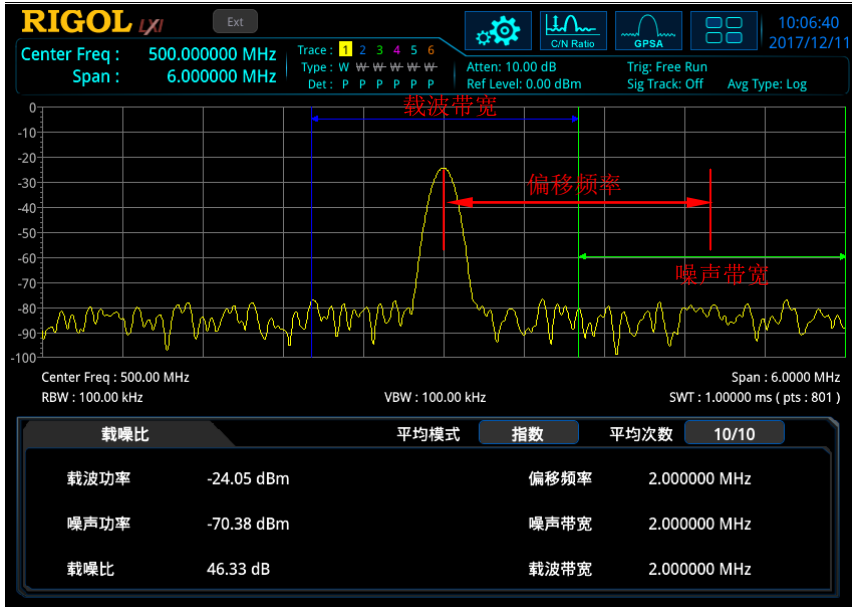 RIGOL LXI Ext
C/N Ratio GPSA 10:06:40
2017/12/11
Center Freq : 500.000000 MHz
Span : 6.000000 MHz
Trace : 1 2 3 4 5 6
Type : W W W W W W
Det : P P P P P P
Atten: 10.00 dB Trig: Free Run
Ref Level: 0.00 dBm Sig Track: Off Avg Type: Log
载波带宽
偏移频率
噪声带宽
0
-10
-20
-30
-40
-50
-60
-70
-80
-90
-100
Center Freq : 500.00 MHz Span : 6.0000 MHz
RBW : 100.00 kHz VBW : 100.00 kHz SWT : 1.00000 ms ( pts : 801 )
载噪比 平均模式 指数 平均次数 10/10
载波功率 -24.05 dBm 偏移频率 2.000000 MHz
噪声功率 -70.38 dBm 噪声带宽 2.000000 MHz
载噪比 46.33 dB 载波带宽 2.000000 MHz